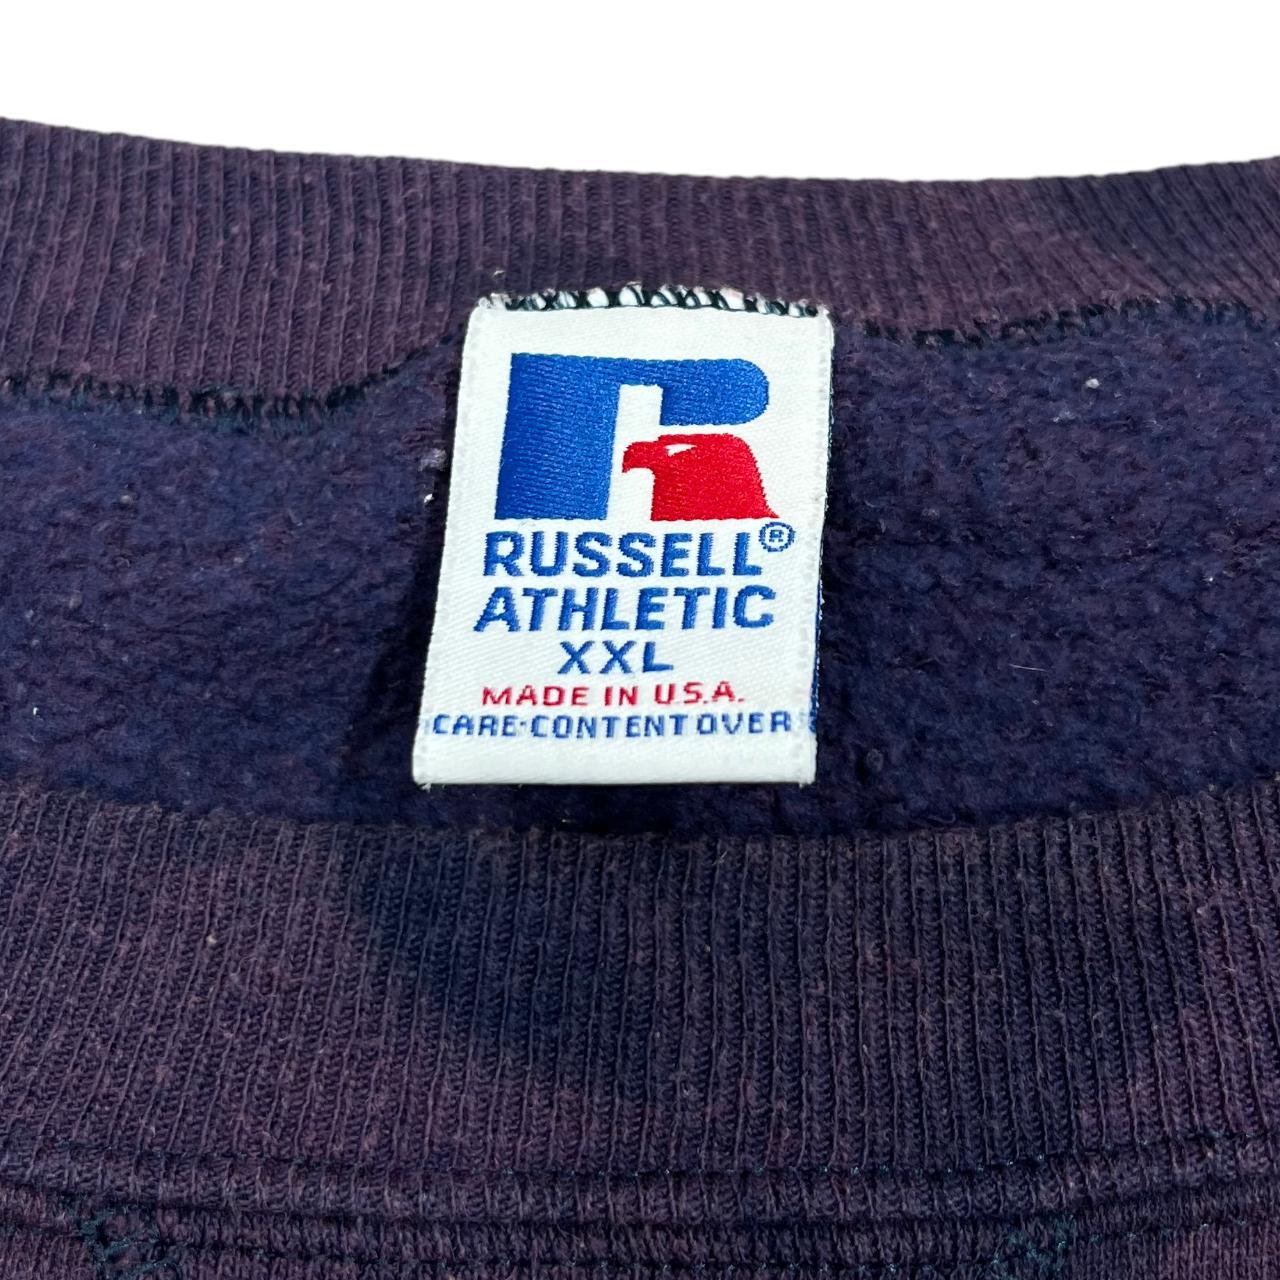 RUSSELL®
ATHLETIC
XXL
MADE IN U.S.A.
CARE·CONTENT OVER